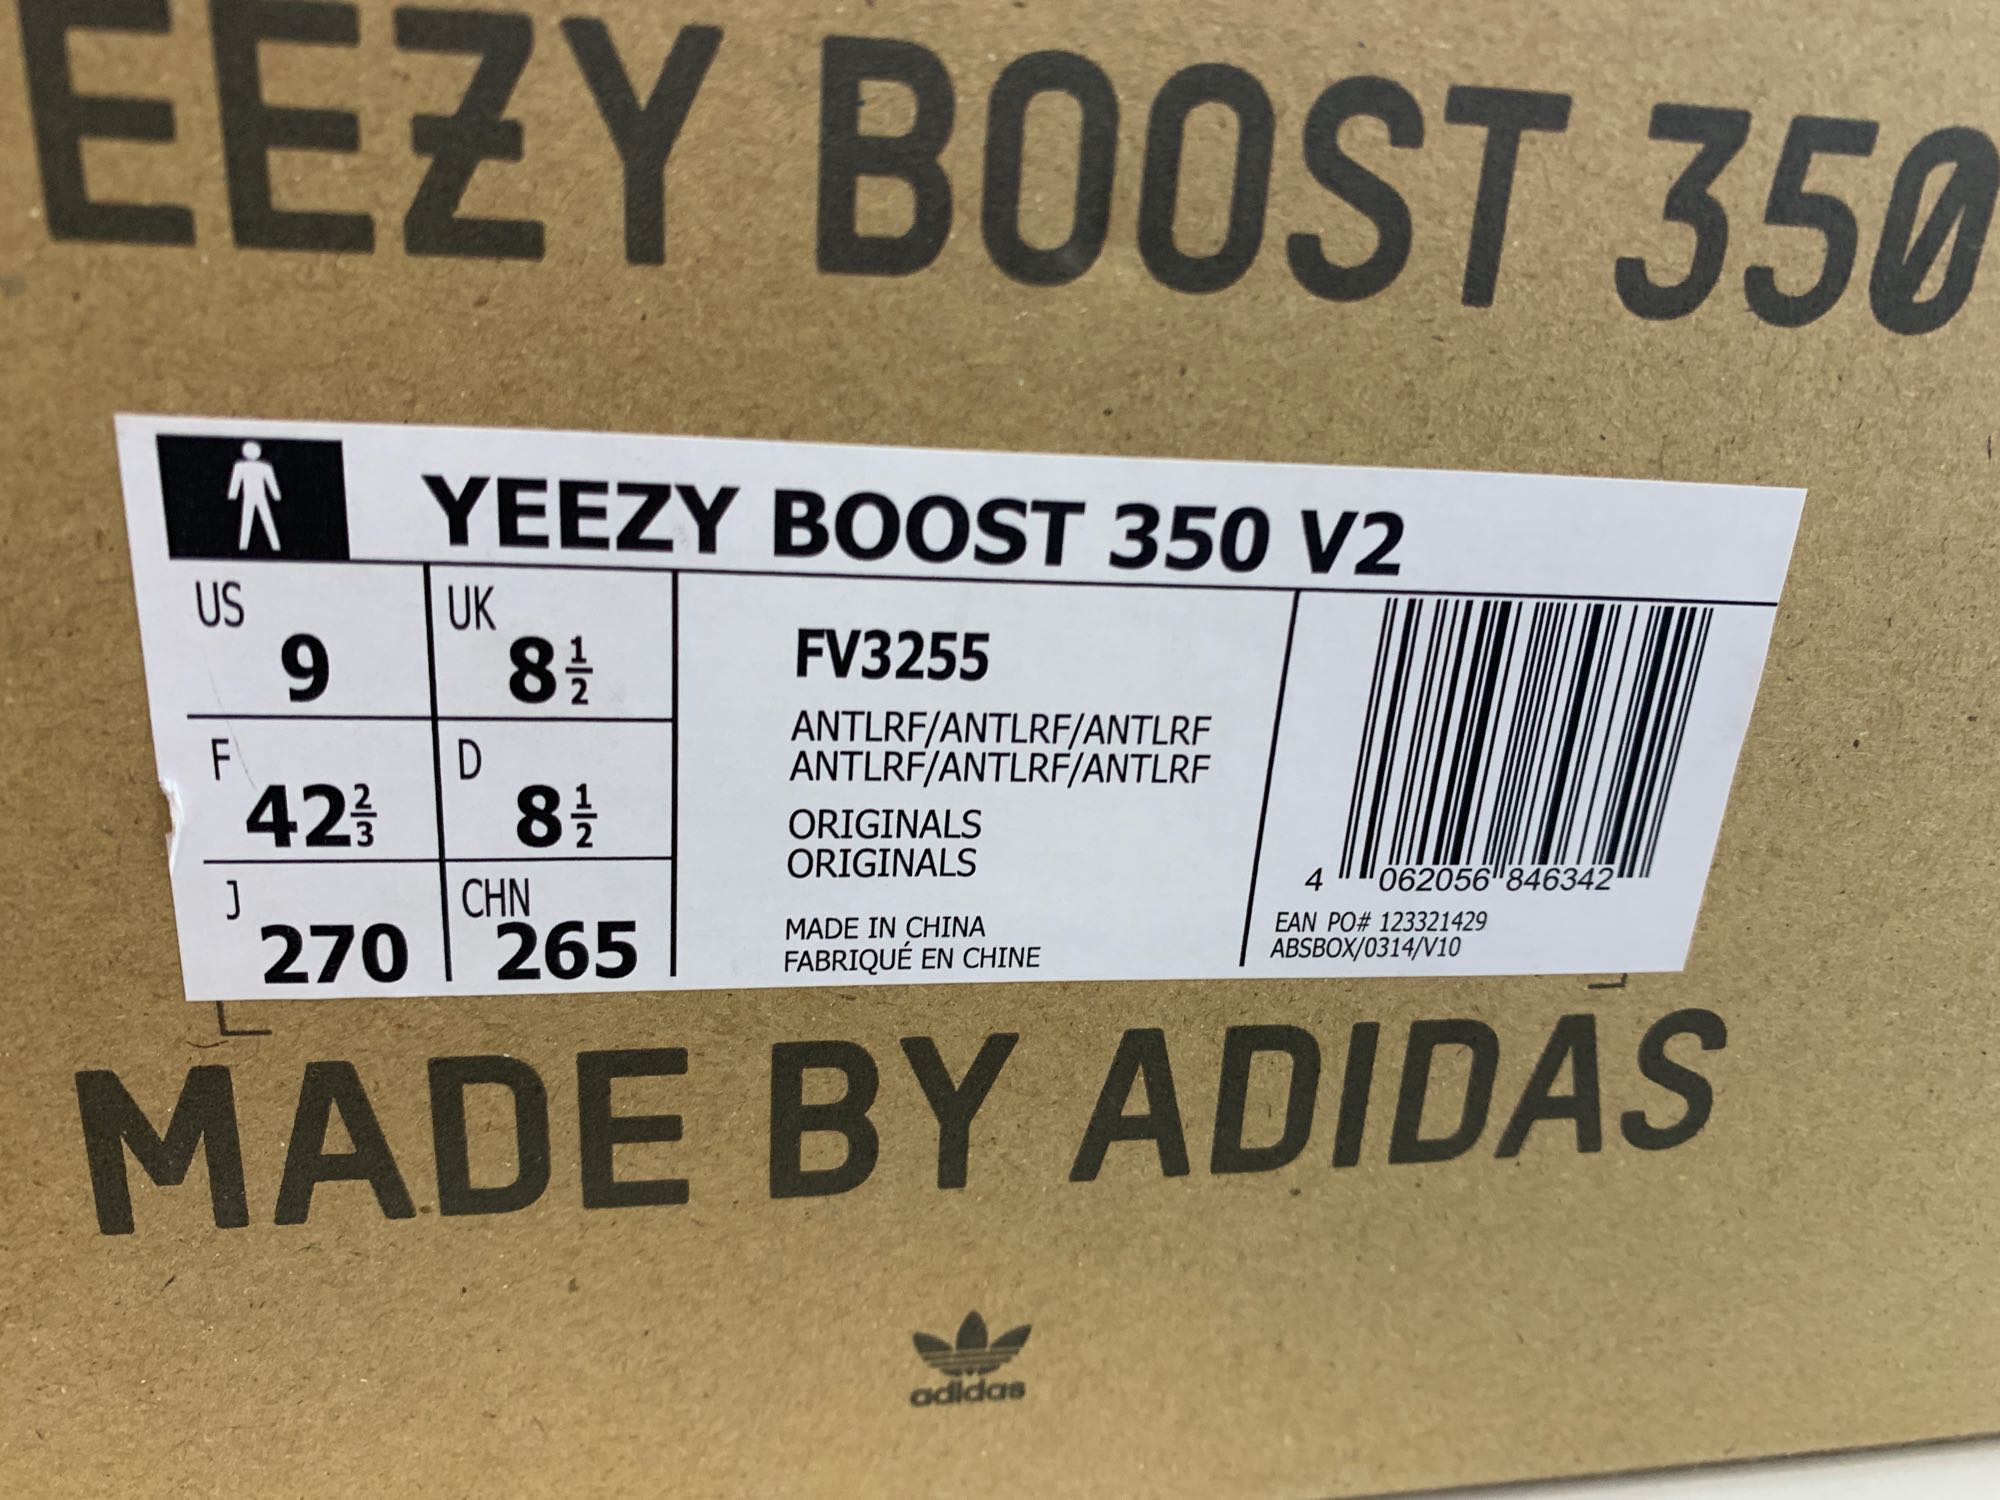 EEZY BOOST 350
YEEZY BOOST 350 V2
US
9
UK
8 1/2
F
42 2/3
D
8 1/2
J
270
CHN
265
FV3255
ANTLRF/ANTLRF/ANTLRF
ANTLRF/ANTLRF/ANTLRF
ORIGINALS
ORIGINALS
MADE IN CHINA
FABRIQUÉ EN CHINE
4 062056 846342
EAN PO# 123321429
ABSBOX/0314/V10
MADE BY ADIDAS
adidas